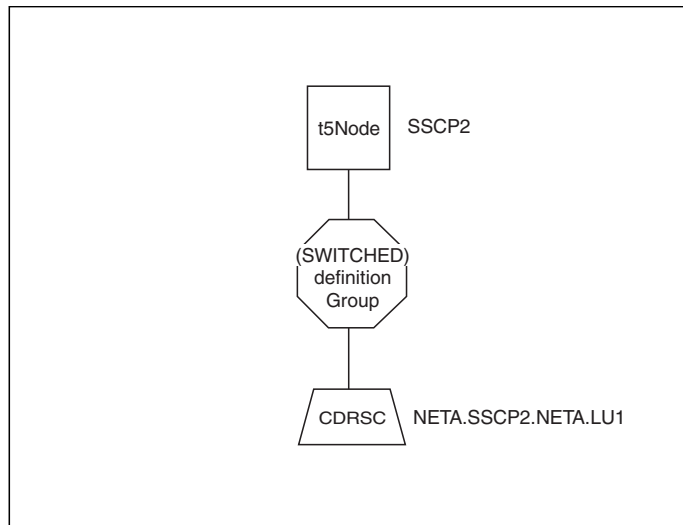 t5Node
SSCP2
(SWITCHED)
definition
Group
CDRSC
NETA.SSCP2.NETA.LU1